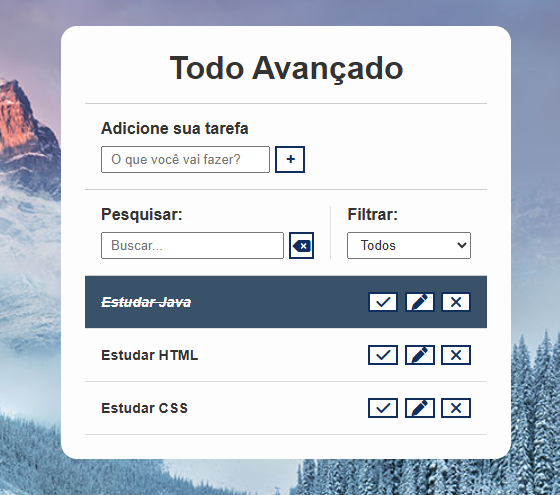 Todo Avançado
Adicione sua tarefa
O que você vai fazer?
+
Pesquisar:
Filtrar:
Buscar...
Todos
Estudar Java
Estudar HTML
Estudar CSS